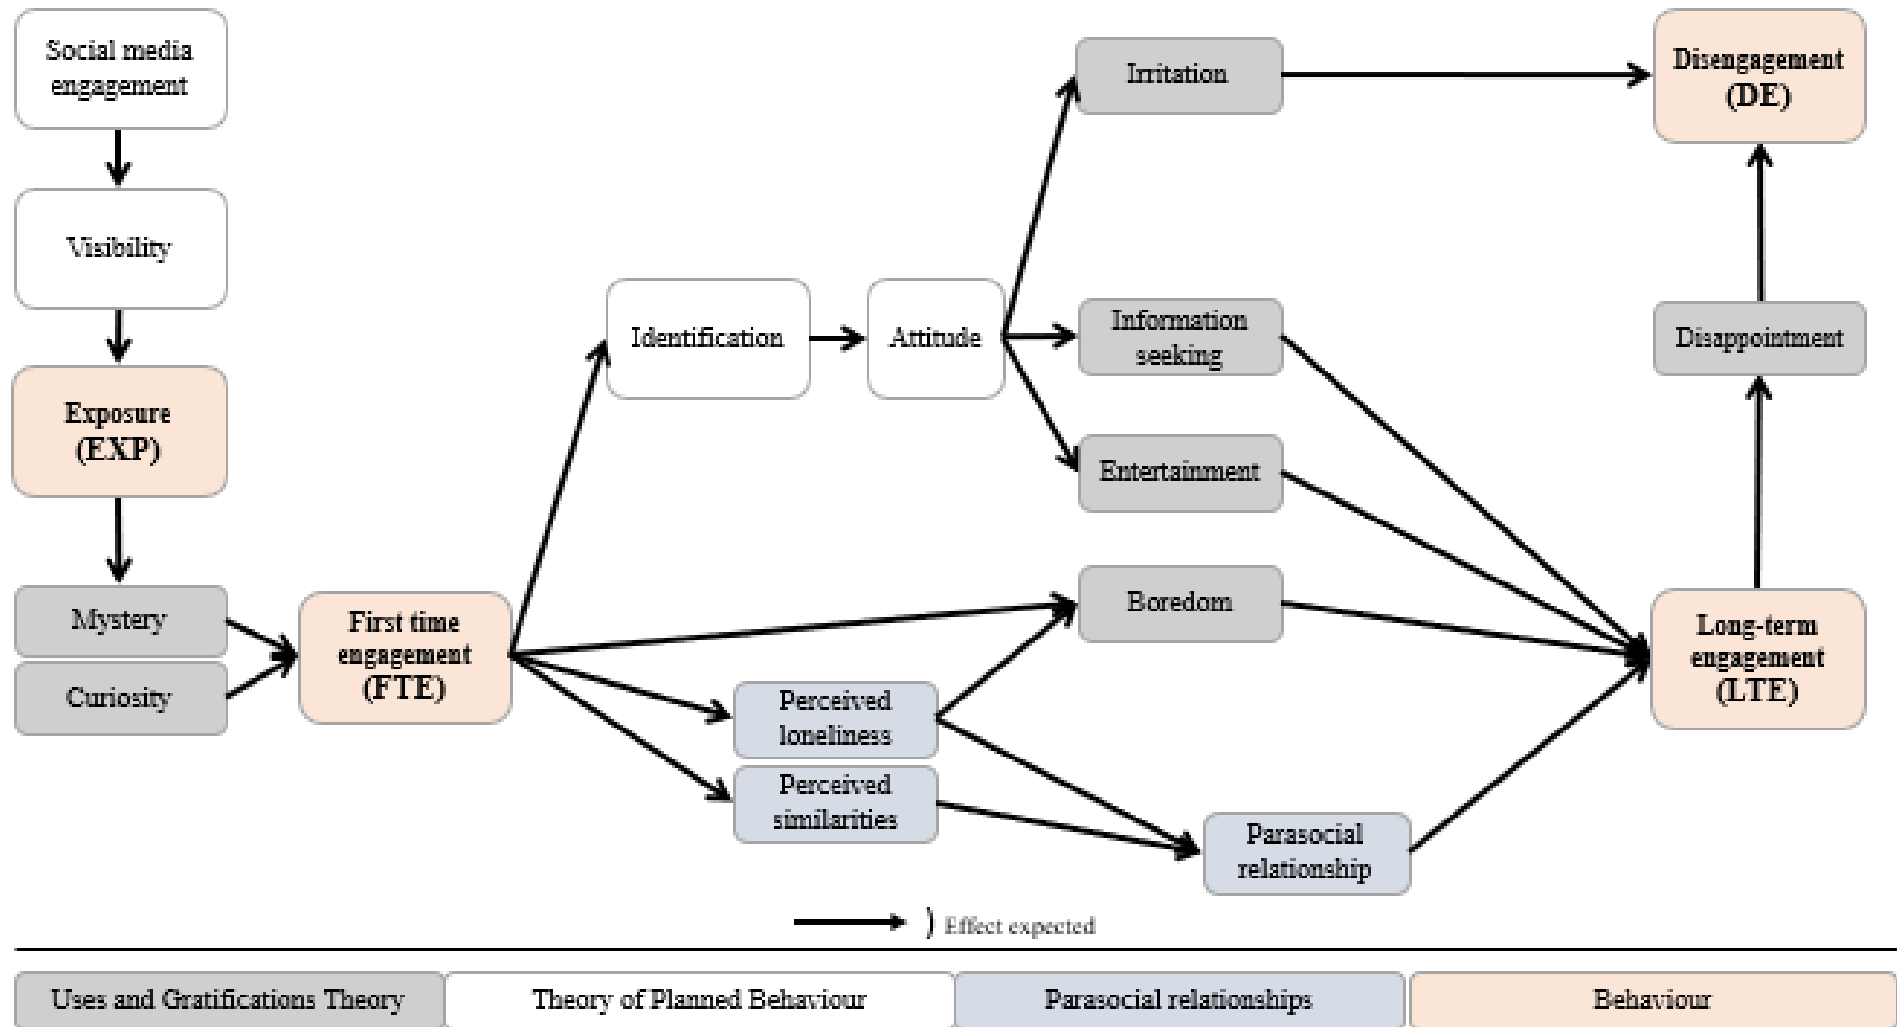 Social media
engagement
Visibility
Exposure
(EXP)
Mystery
Curiosity
First time
engagement
(FTE)
Identification
Attitude
Irritation
Information
seeking
Entertainment
Boredom
Perceived
loneliness
Perceived
similarities
Parasocial
relationship
Disengagement
(DE)
Disappointment
Long-term
engagement
(LTE)
) Effect expected
Uses and Gratifications Theory
Theory of Planned Behaviour
Parasocial relationships
Behaviour